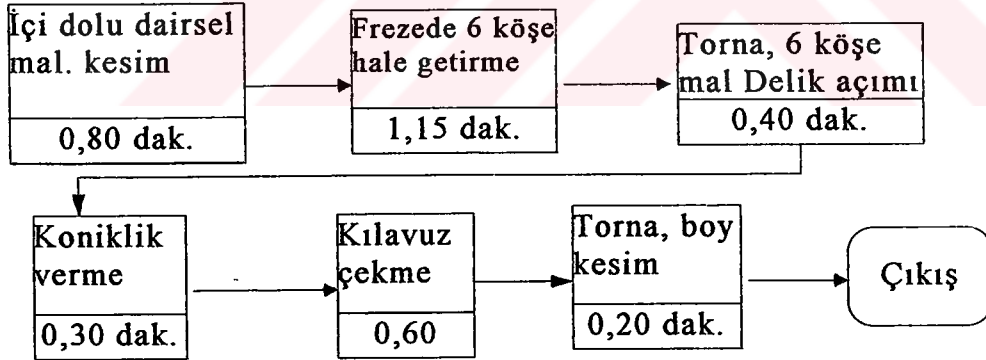 İçi dolu dairsel
mal. kesim
0,80 dak.
Frezede 6 köşe
hale getirme
1,15 dak.
Torna, 6 köşe
mal Delik açımı
0,40 dak.
Koniklik
verme
0,30 dak.
Kılavuz
çekme
0,60
Torna, boy
kesim
0,20 dak.
Çıkış